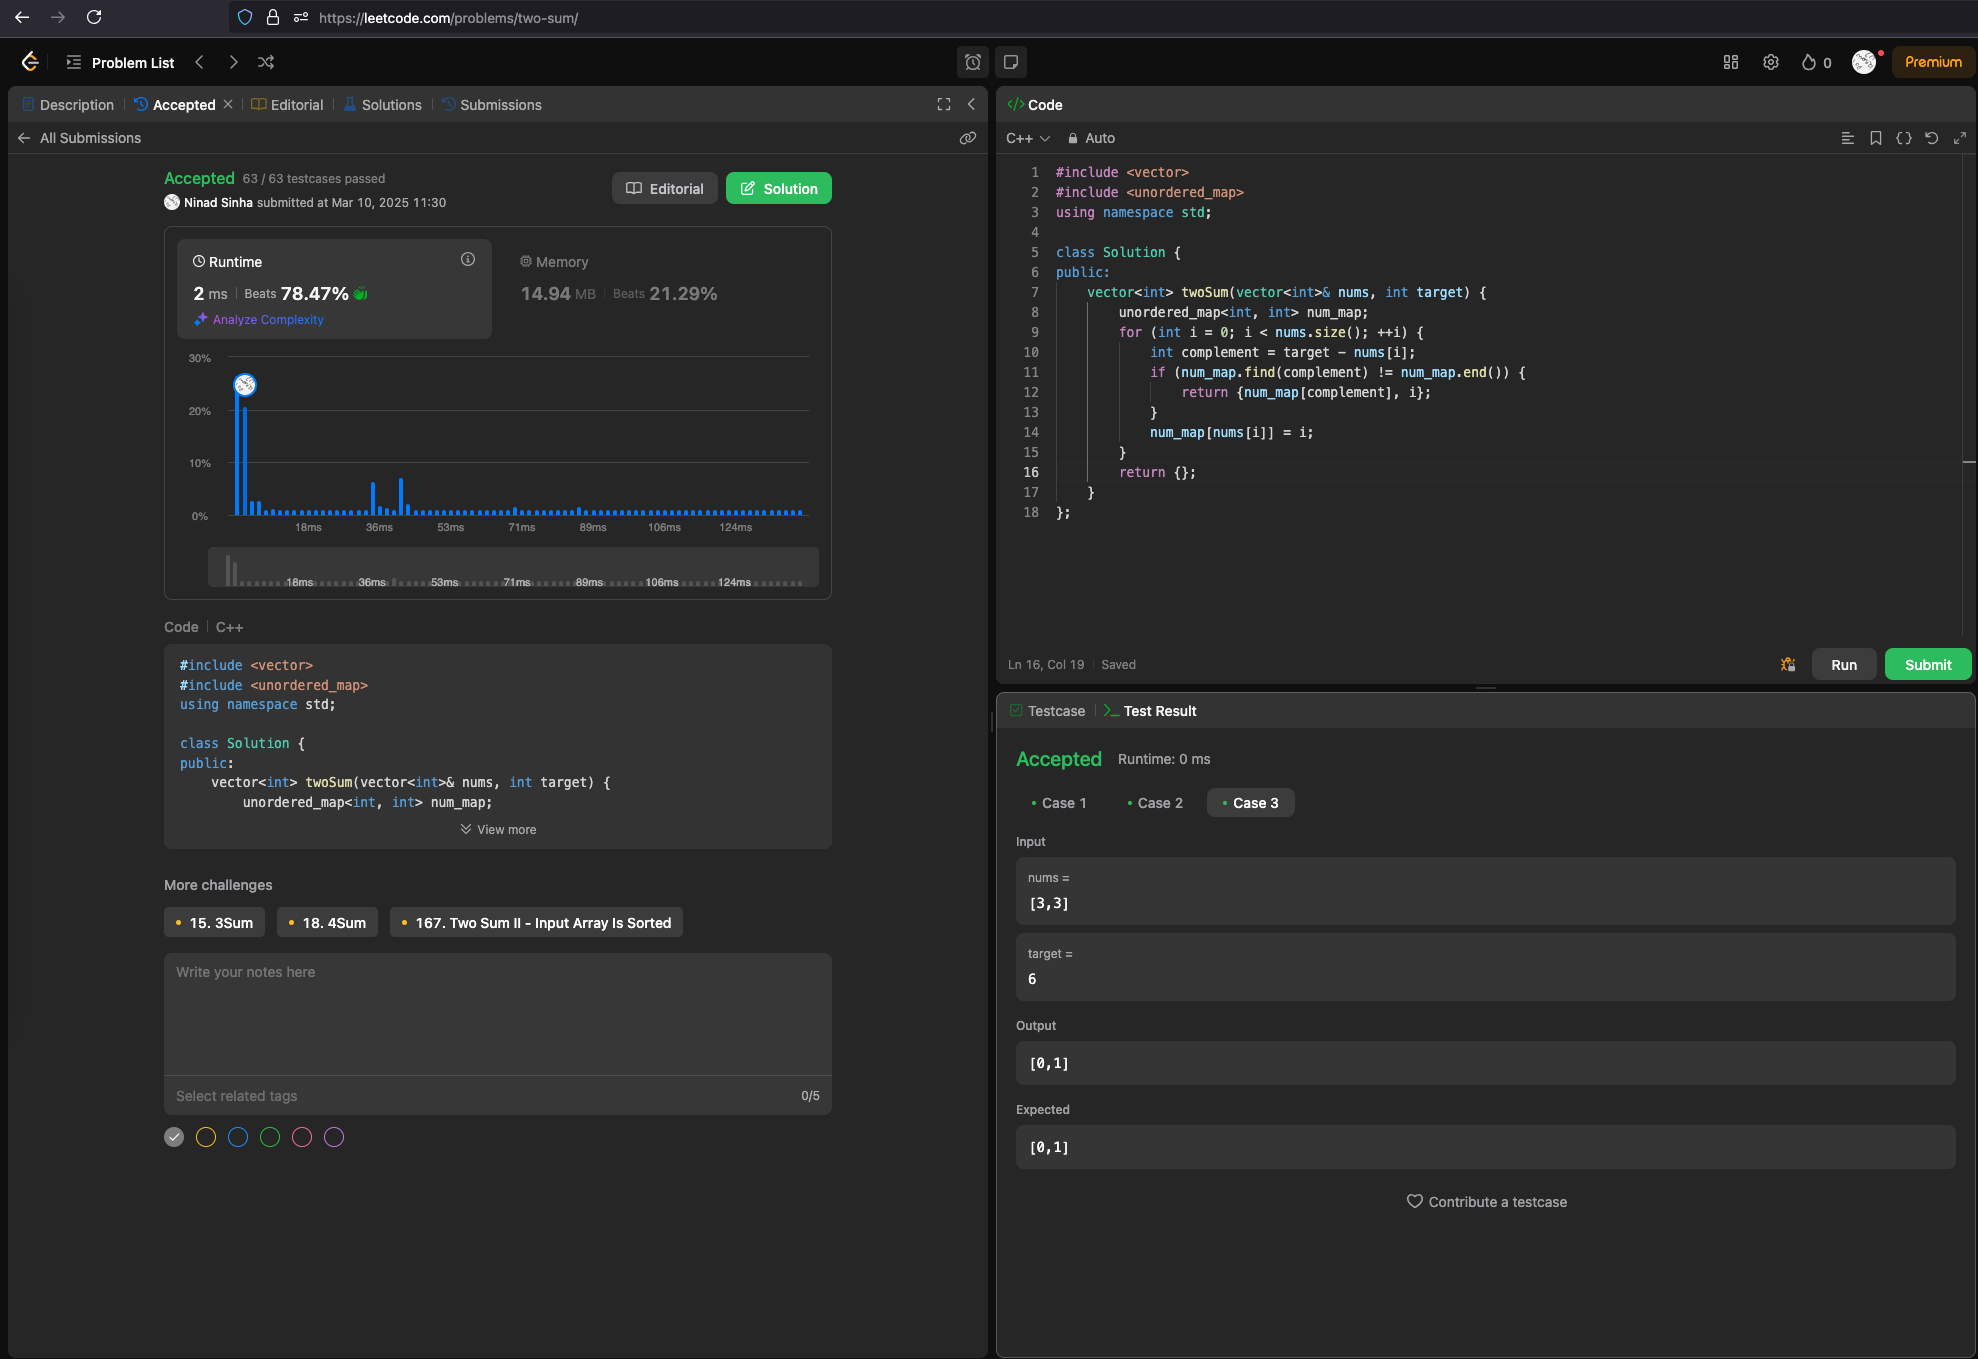 https://leetcode.com/problems/two-sum/
Problem List
0
Premium
Description
Accepted
Editorial
Solutions
Submissions
All Submissions
Accepted 63 / 63 testcases passed
Ninad Sinha submitted at Mar 10, 2025 11:30
Editorial
Solution
Runtime
2 ms Beats 78.47%
Analyze Complexity
Memory
14.94 MB Beats 21.29%
30%
20%
10%
0%
18ms 36ms 53ms 71ms 89ms 106ms 124ms
18ms 36ms 53ms 71ms 89ms 106ms 124ms
Code C++
#include <vector>
#include <unordered_map>
using namespace std;
class Solution {
public:
    vector<int> twoSum(vector<int>& nums, int target) {
        unordered_map<int, int> num_map;
View more
More challenges
15. 3Sum
18. 4Sum
167. Two Sum II - Input Array Is Sorted
Write your notes here
Select related tags
0/5
</> Code
C++ Auto
1 #include <vector>
2 #include <unordered_map>
3 using namespace std;
4
5 class Solution {
6 public:
7     vector<int> twoSum(vector<int>& nums, int target) {
8         unordered_map<int, int> num_map;
9         for (int i = 0; i < nums.size(); ++i) {
10             int complement = target - nums[i];
11             if (num_map.find(complement) != num_map.end()) {
12                 return {num_map[complement], i};
13             }
14             num_map[nums[i]] = i;
15         }
16         return {};
17     }
18 };
Ln 16, Col 19 Saved
Run
Submit
Testcase
Test Result
Accepted Runtime: 0 ms
Case 1
Case 2
Case 3
Input
nums =
[3,3]
target =
6
Output
[0,1]
Expected
[0,1]
Contribute a testcase